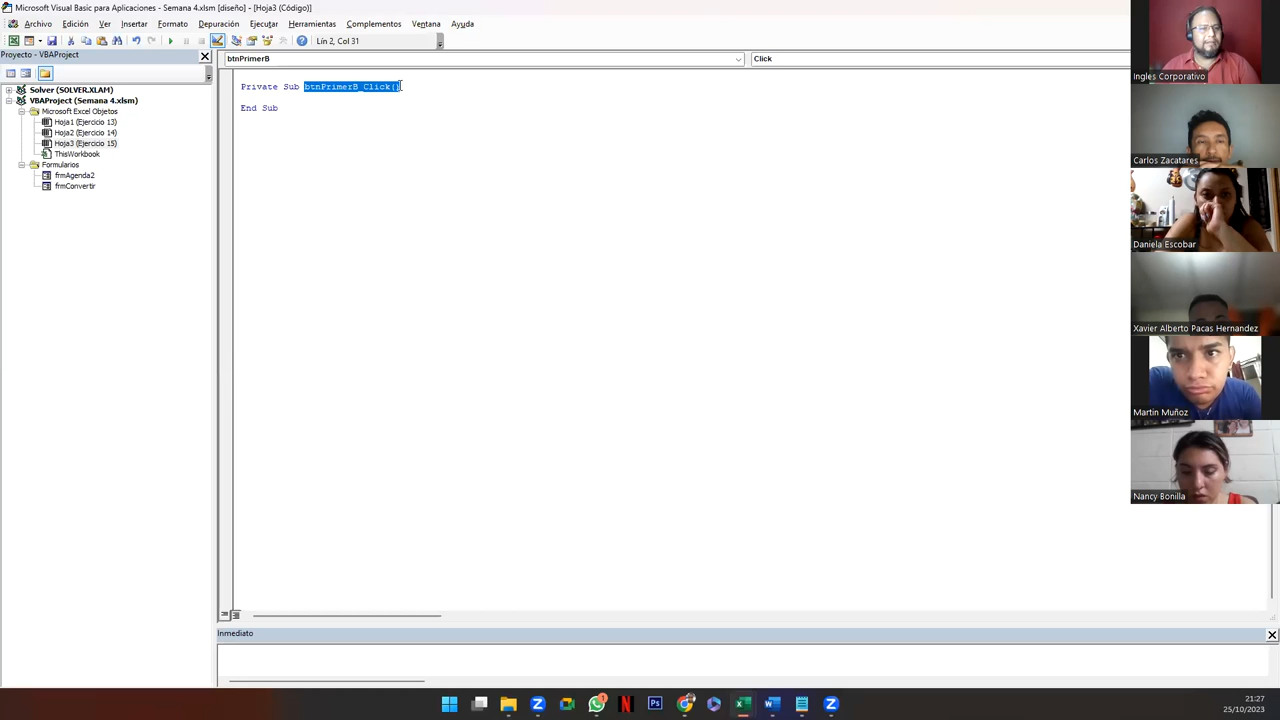 Microsoft Visual Basic para Aplicaciones - Semana 4.xlsm [diseño] - [Hoja3 (Código)]
Archivo Edición Ver Insertar Formato Depuración Ejecutar Herramientas Complementos Ventana Ayuda
Lín 2, Col 31
Proyecto - VBAProject
btnPrimerB
Click
Solver (SOLVER.XLAM)
VBAProject (Semana 4.xlsm)
Microsoft Excel Objetos
Hoja1 (Ejercicio 13)
Hoja2 (Ejercicio 14)
Hoja3 (Ejercicio 15)
ThisWorkbook
Formularios
frmAgenda2
frmConvertir
Private Sub btnPrimerB_Click()
End Sub
Inmediato
Ingles Corporativo
Carlos Zacatares
Daniela Escobar
Xavier Alberto Pacas Hernandez
Martin Muñoz
Nancy Bonilla
1
21:27
25/10/2023